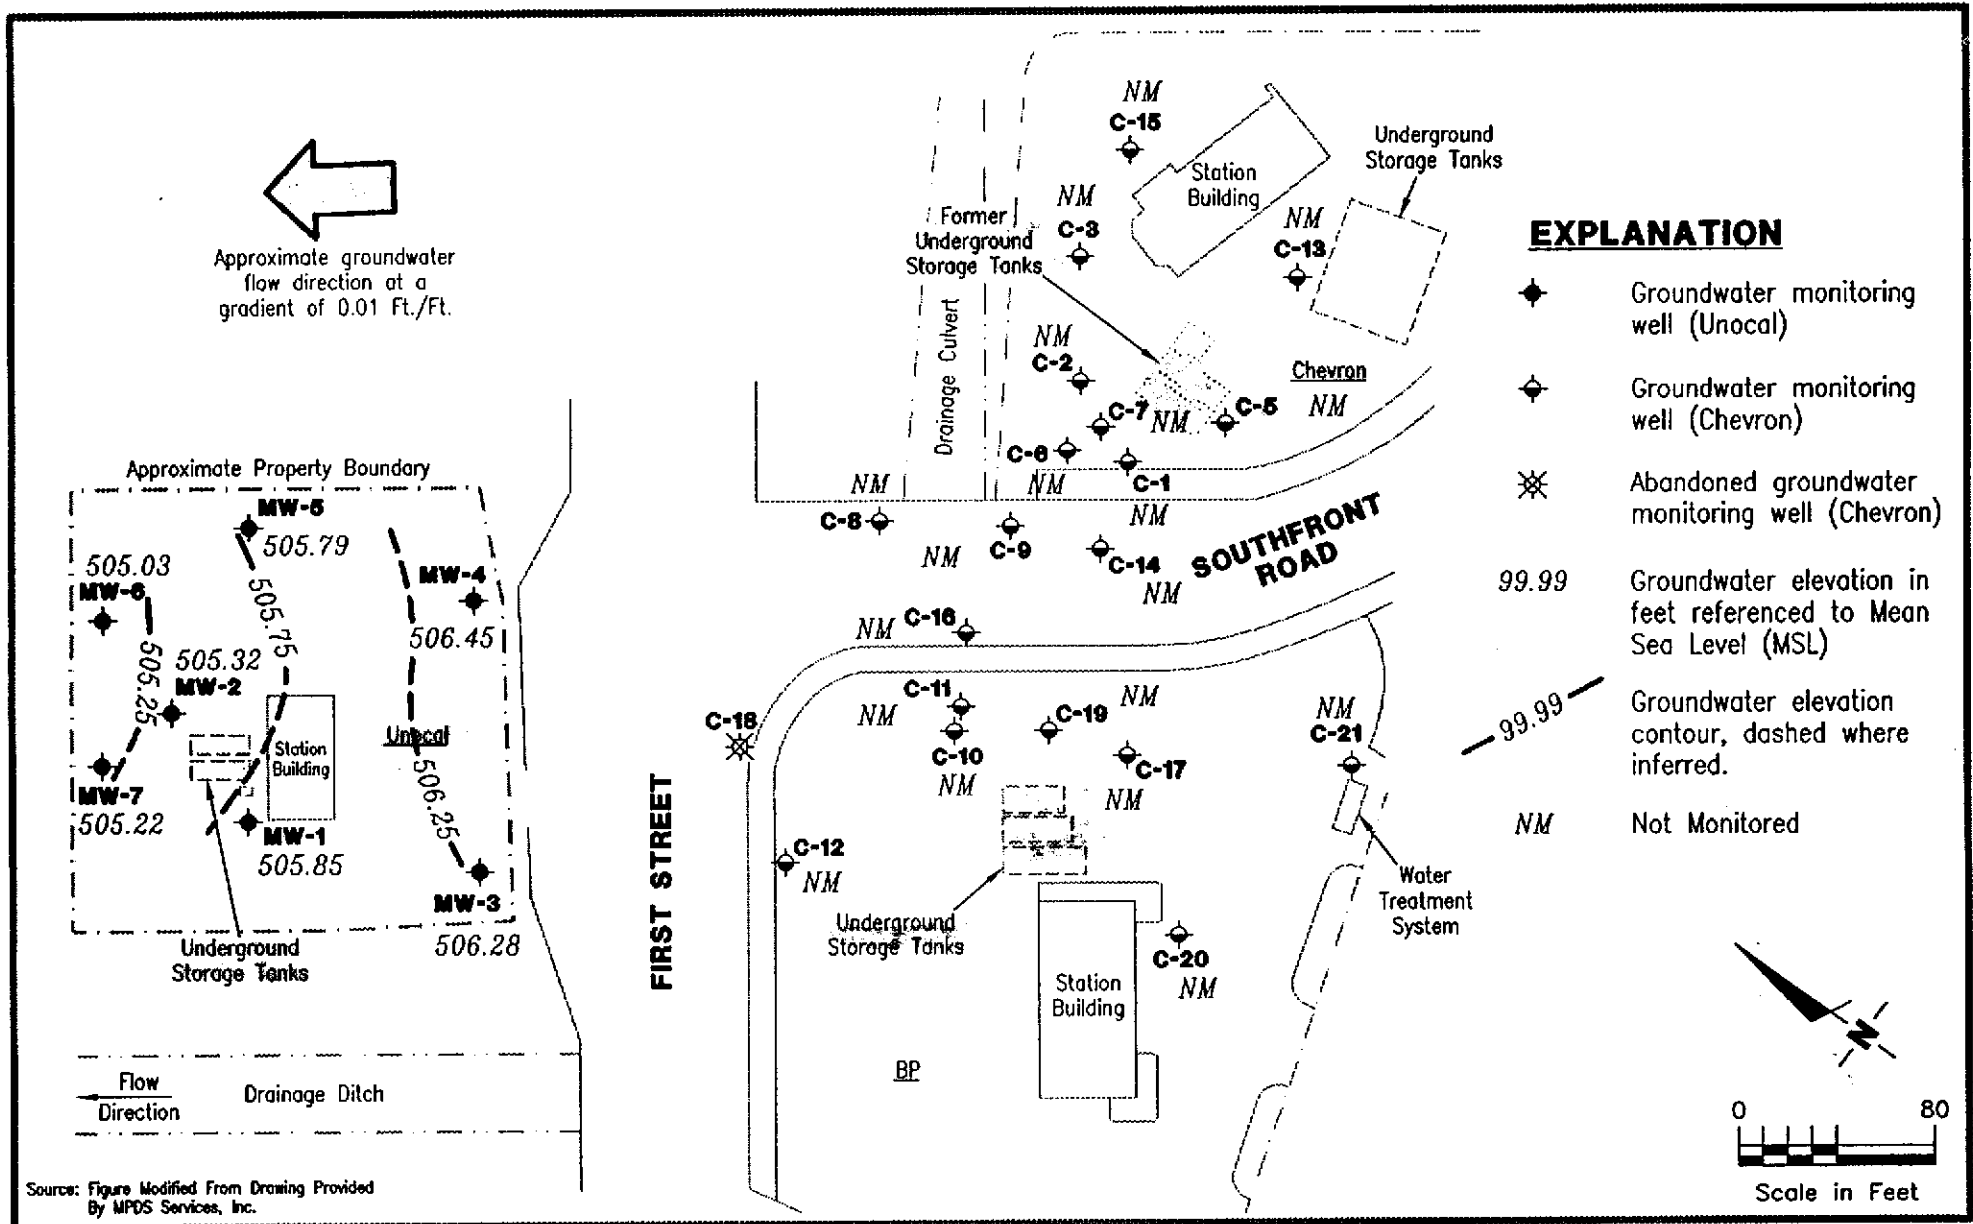 NM
C-15
Station
Building
Underground
Storage Tanks
NM
C-3
Former
Underground
Storage Tanks
NM
C-13
Approximate groundwater
flow direction at a
gradient of 0.01 Ft./Ft.
Drainage Culvert
NM
C-2
Chevron
NM
C-7
NM
C-5
C-6
NM
C-1
NM
NM
C-8
C-9
NM
C-14
NM
SOUTHFRONT
ROAD
NM
C-16
Approximate Property Boundary
MW-5
505.79
505.03
MW-6
MW-4
506.45
505.75
505.25
505.32
MW-2
Station
Building
Unocal
506.25
MW-7
505.22
MW-1
505.85
MW-3
506.28
Underground
Storage Tanks
C-18
FIRST STREET
C-11
NM
C-10
NM
C-19
NM
C-17
NM
NM
C-21
C-12
NM
Underground
Storage Tanks
Water
Treatment
System
C-20
NM
Station
Building
BP
Flow
Direction
Drainage Ditch
Source: Figure Modified From Drawing Provided
By MPDS Services, Inc.
EXPLANATION
Groundwater monitoring
well (Unocal)
Groundwater monitoring
well (Chevron)
Abandoned groundwater
monitoring well (Chevron)
99.99 Groundwater elevation in
feet referenced to Mean
Sea Level (MSL)
99.99 Groundwater elevation
contour, dashed where
inferred.
NM Not Monitored
N
0 80
Scale in Feet